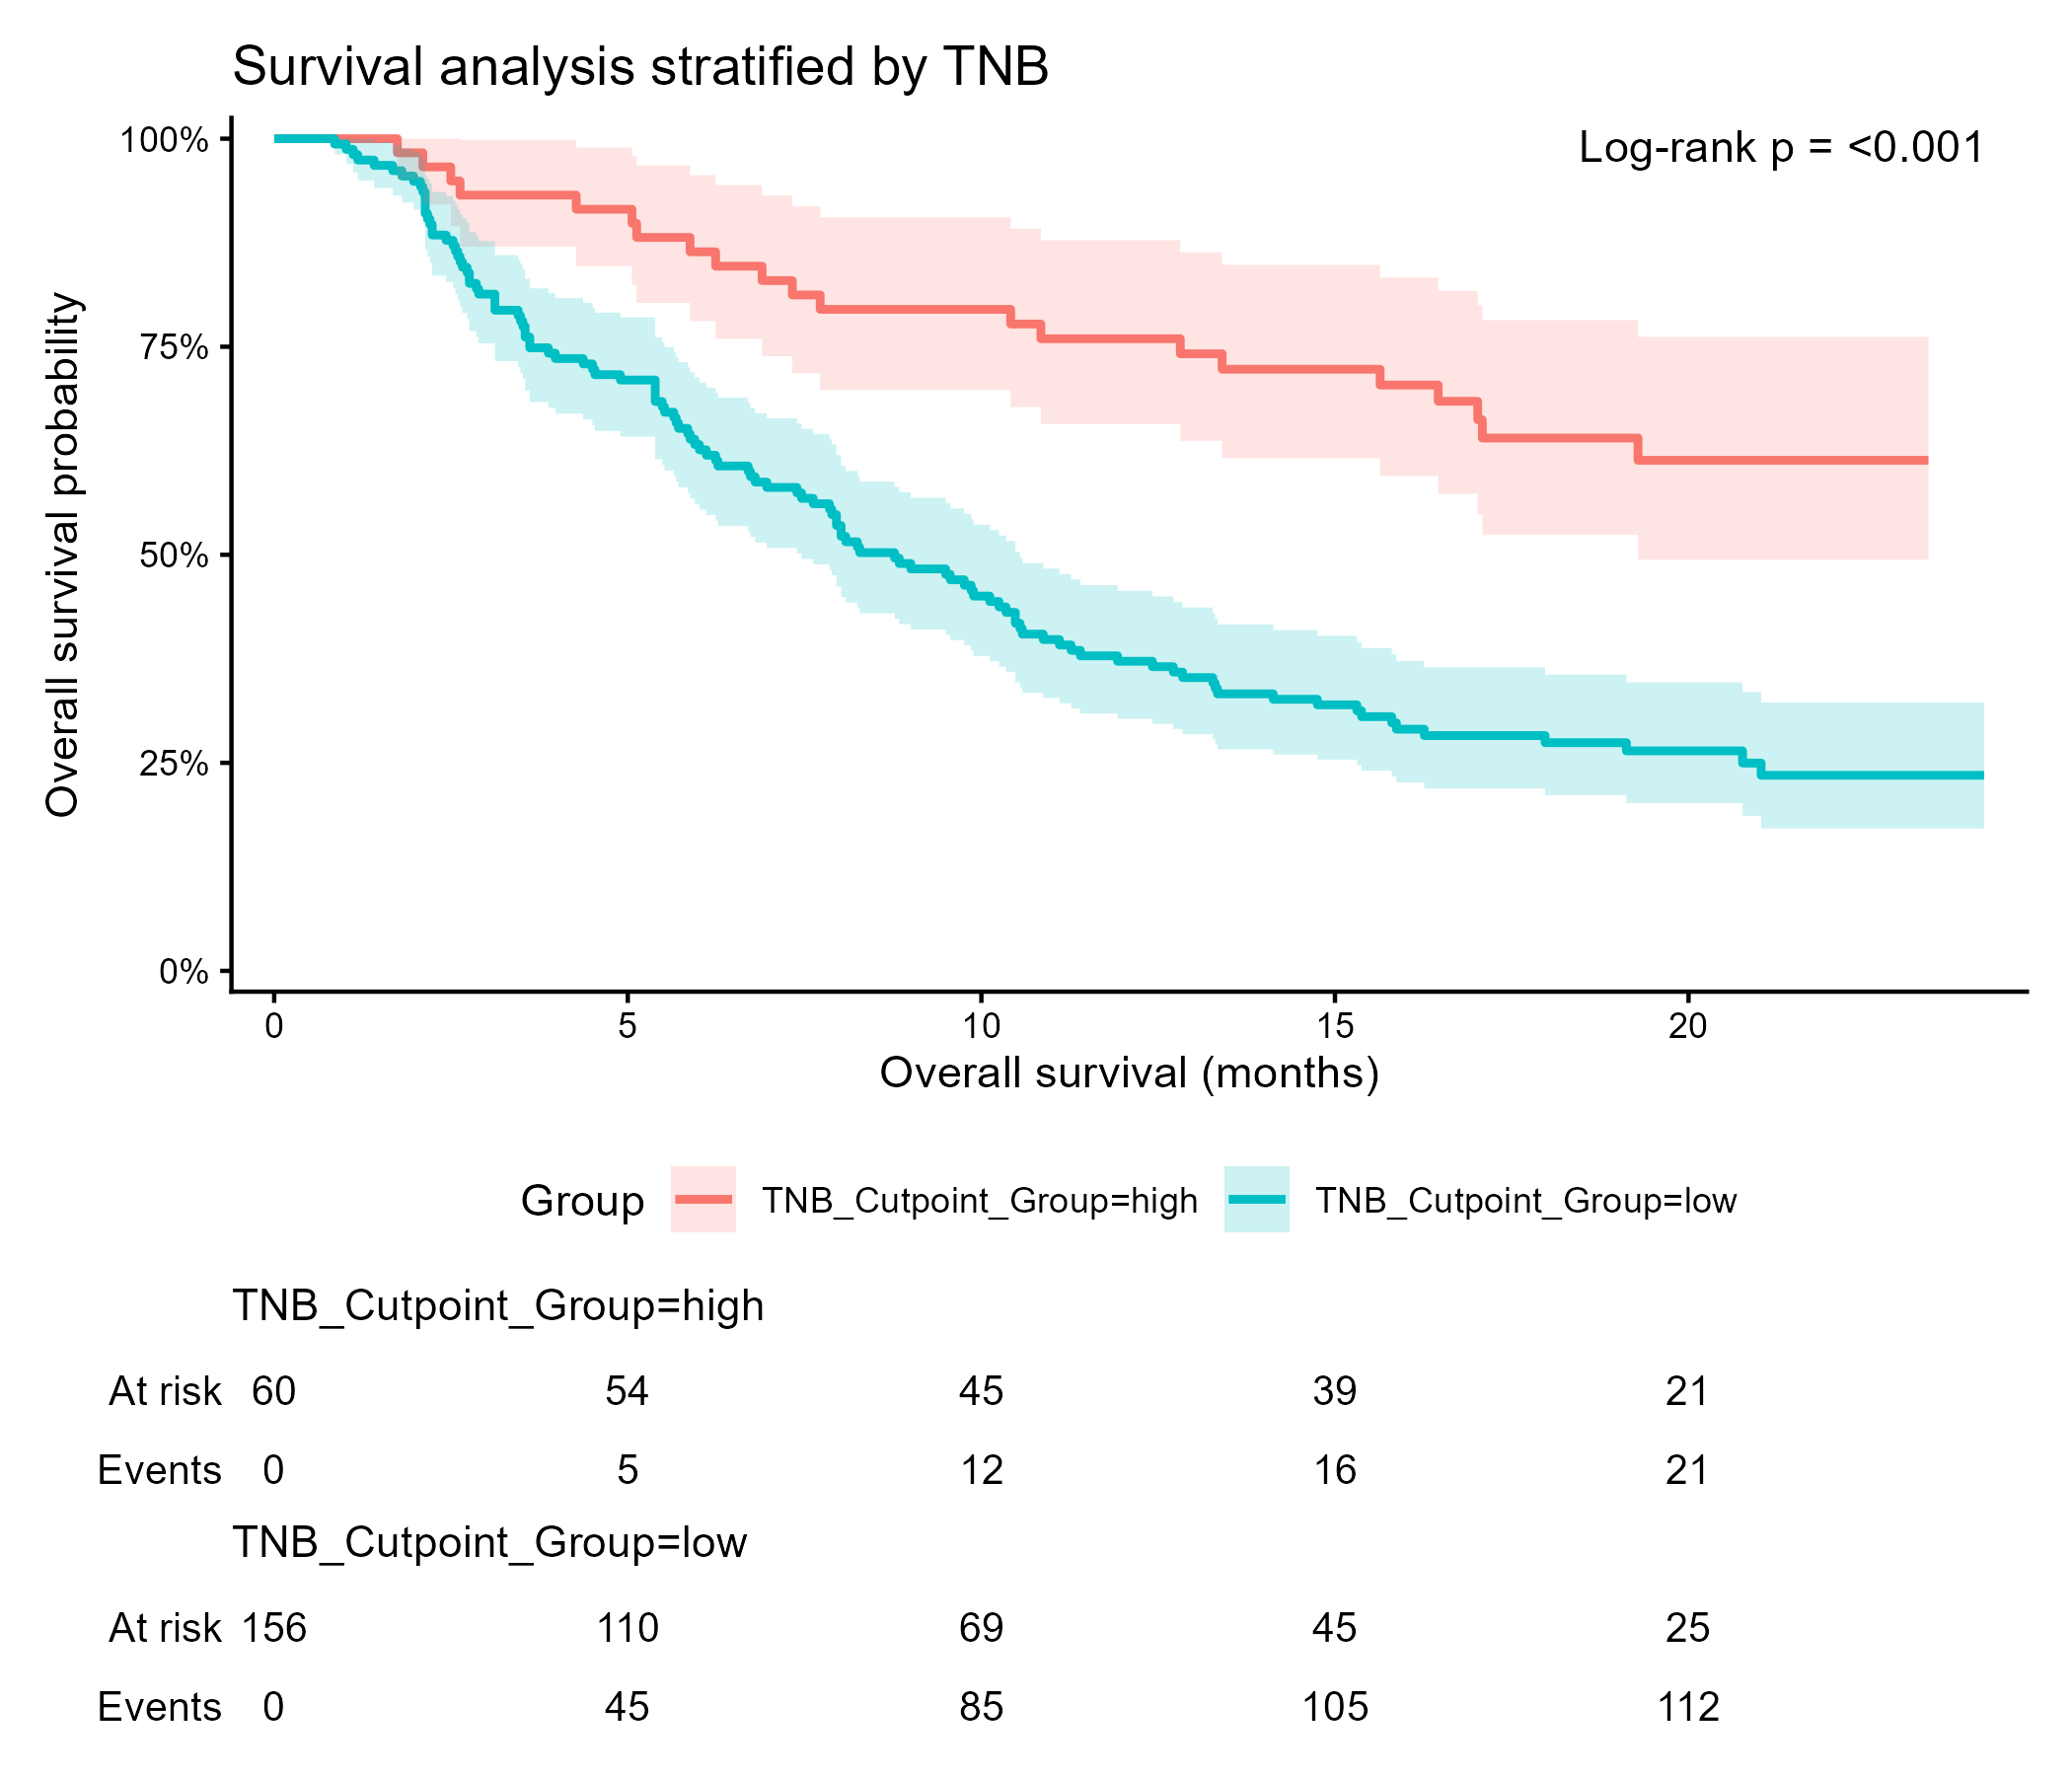 Survival analysis stratified by TNB
Log-rank p = <0.001
Overall survival probability
100%
75%
50%
25%
0%
0 5 10 15 20
Overall survival (months)
Group TNB_Cutpoint_Group=high TNB_Cutpoint_Group=low
TNB_Cutpoint_Group=high
At risk 60 54 45 39 21
Events 0 5 12 16 21
TNB_Cutpoint_Group=low
At risk 156 110 69 45 25
Events 0 45 85 105 112